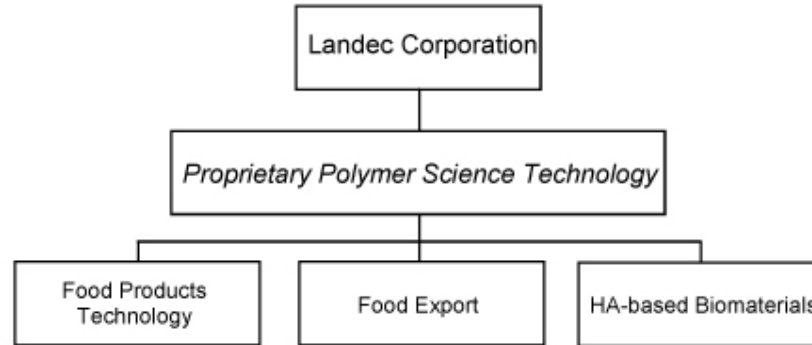 Landec Corporation
Proprietary Polymer Science Technology
Food Products
Technology
Food Export
HA-based Biomaterials